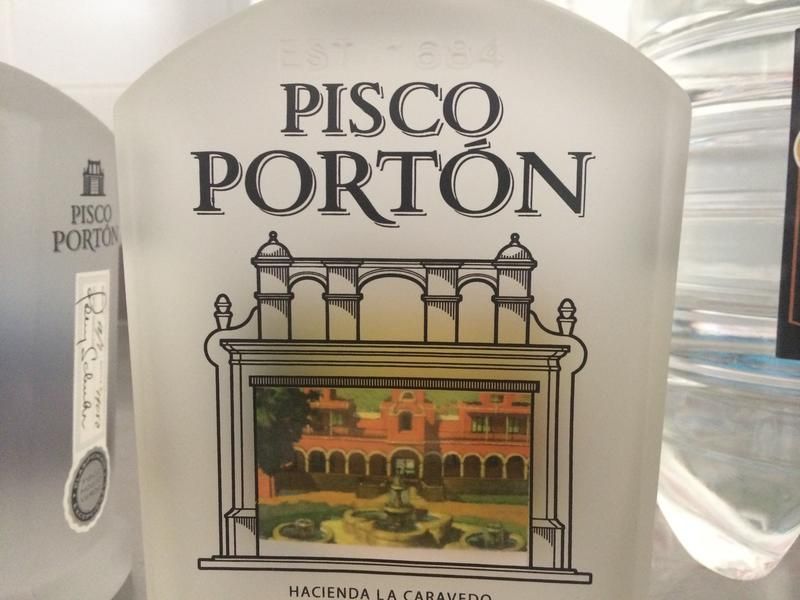 EST 1684
PISCO
PORTÓN
HACIENDA LA CARAVEDO
PISCO
PORTÓN